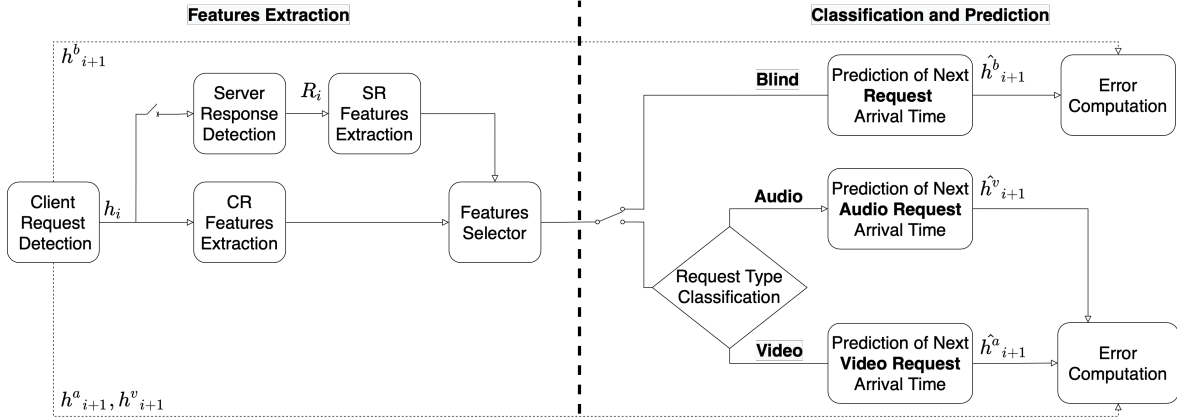 Features Extraction
Classification and Prediction
h^b_{i+1}
Server
Response
Detection
R_i
SR
Features
Extraction
Client
Request
Detection
h_i
CR
Features
Extraction
Features
Selector
Blind
Prediction of Next
Request
Arrival Time
\hat{h^b}_{i+1}
Error
Computation
Request Type
Classification
Audio
Prediction of Next
Audio Request
Arrival Time
\hat{h^v}_{i+1}
Video
Prediction of Next
Video Request
Arrival Time
\hat{h^a}_{i+1}
Error
Computation
h^a_{i+1}, h^v_{i+1}